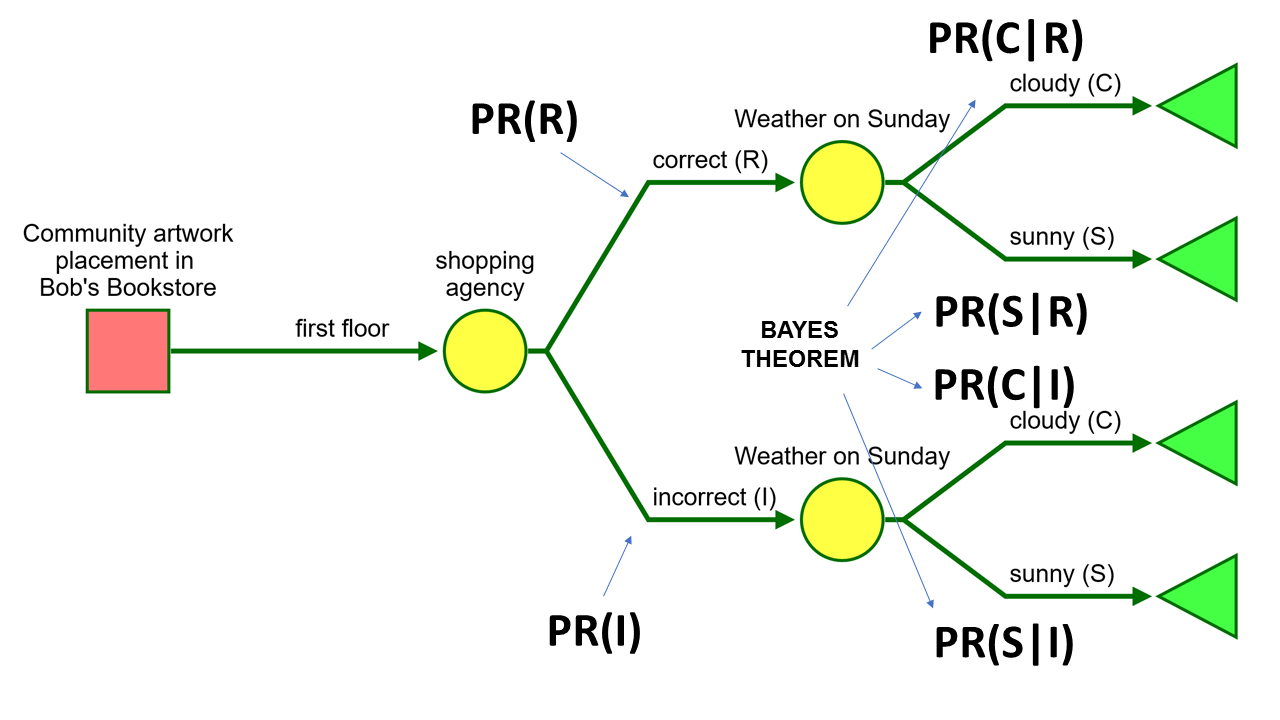 PR(C|R)
cloudy (C)
PR(R)
Weather on Sunday
correct (R)
Community artwork
placement in
Bob's Bookstore
shopping
agency
sunny (S)
first floor
PR(S|R)
BAYES
THEOREM
PR(C|I)
cloudy (C)
Weather on Sunday
incorrect (I)
sunny (S)
PR(I)
PR(S|I)